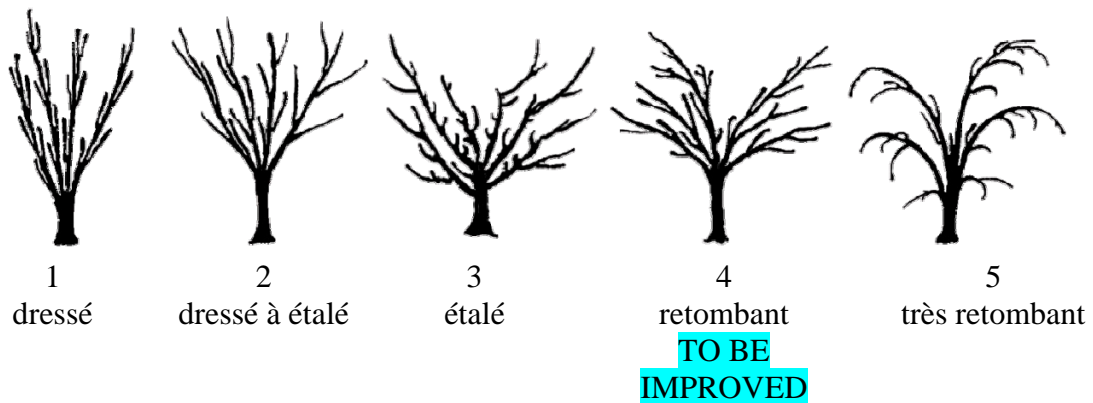 1 2 3 4 5
dressé dressé à étalé étalé retombant très retombant
TO BE
IMPROVED